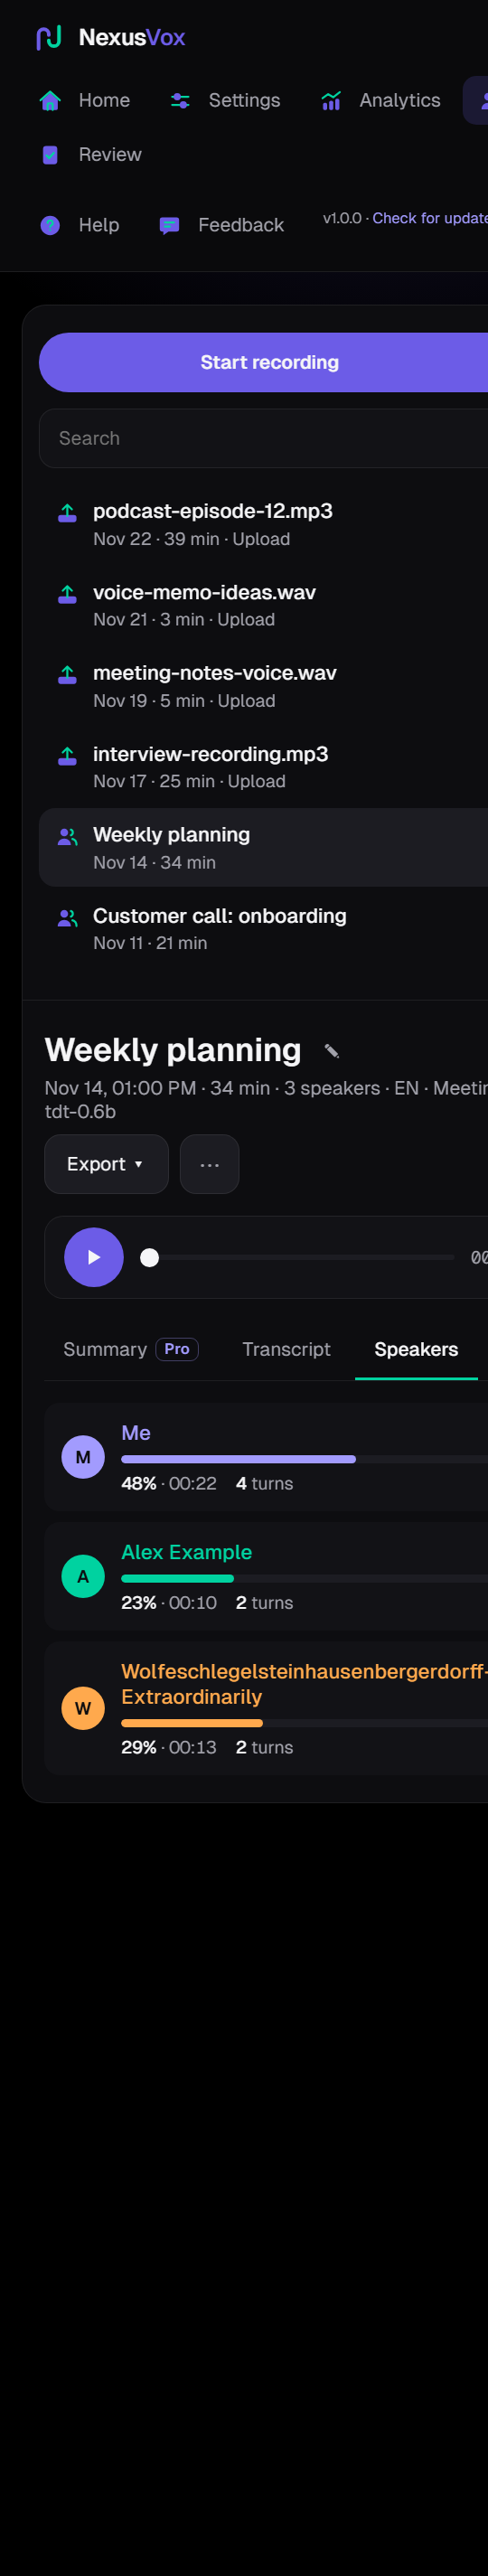 NexusVox
Home Settings Analytics
Review
Help Feedback v1.0.0 · Check for update
Start recording
Search
podcast-episode-12.mp3
Nov 22 · 39 min · Upload
voice-memo-ideas.wav
Nov 21 · 3 min · Upload
meeting-notes-voice.wav
Nov 19 · 5 min · Upload
interview-recording.mp3
Nov 17 · 25 min · Upload
Weekly planning
Nov 14 · 34 min
Customer call: onboarding
Nov 11 · 21 min
Weekly planning
Nov 14, 01:00 PM · 34 min · 3 speakers · EN ·
tdt-0.6b
Export ▾ ...
Summary Pro Transcript Speakers
M Me
48% · 00:22 4 turns
A Alex Example
23% · 00:10 2 turns
Wolfeschlegelsteinhausenbergerdorff-
W Extraordinarily
29% · 00:13 2 turns